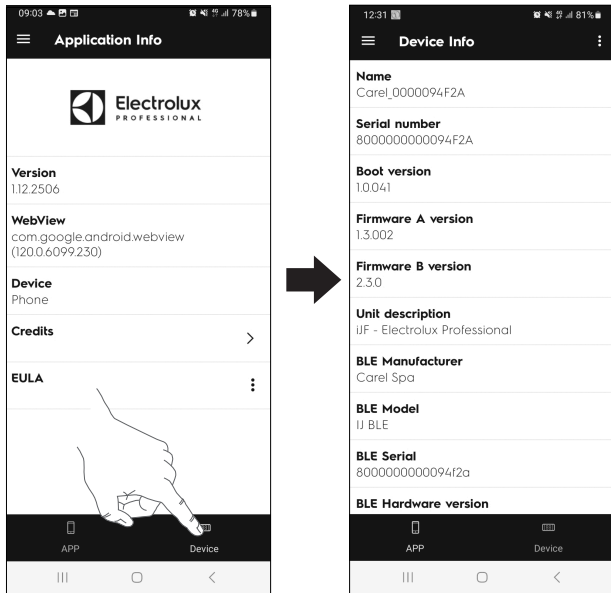 09:03
78%
Application Info
Electrolux
PROFESSIONAL
Version
1.12.2506
WebView
com.google.android.webview
(120.0.6099.230)
Device
Phone
Credits
EULA
APP
Device
12:31
81%
Device Info
Name
Carel_0000094F2A
Serial number
8000000000094F2A
Boot version
1.0.041
Firmware A version
1.3.002
Firmware B version
2.3.0
Unit description
iJF - Electrolux Professional
BLE Manufacturer
Carel Spa
BLE Model
IJ BLE
BLE Serial
8000000000094f2a
BLE Hardware version
APP
Device